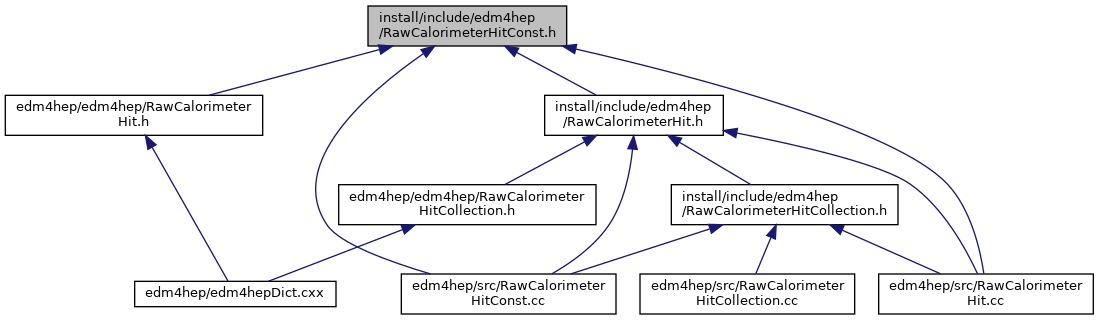 install/include/edm4hep
/RawCalorimeterHitConst.h
edm4hep/edm4hep/RawCalorimeter
Hit.h
install/include/edm4hep
/RawCalorimeterHit.h
edm4hep/edm4hep/RawCalorimeter
HitCollection.h
install/include/edm4hep
/RawCalorimeterHitCollection.h
edm4hep/edm4hepDict.cxx
edm4hep/src/RawCalorimeter
HitConst.cc
edm4hep/src/RawCalorimeter
HitCollection.cc
edm4hep/src/RawCalorimeter
Hit.cc